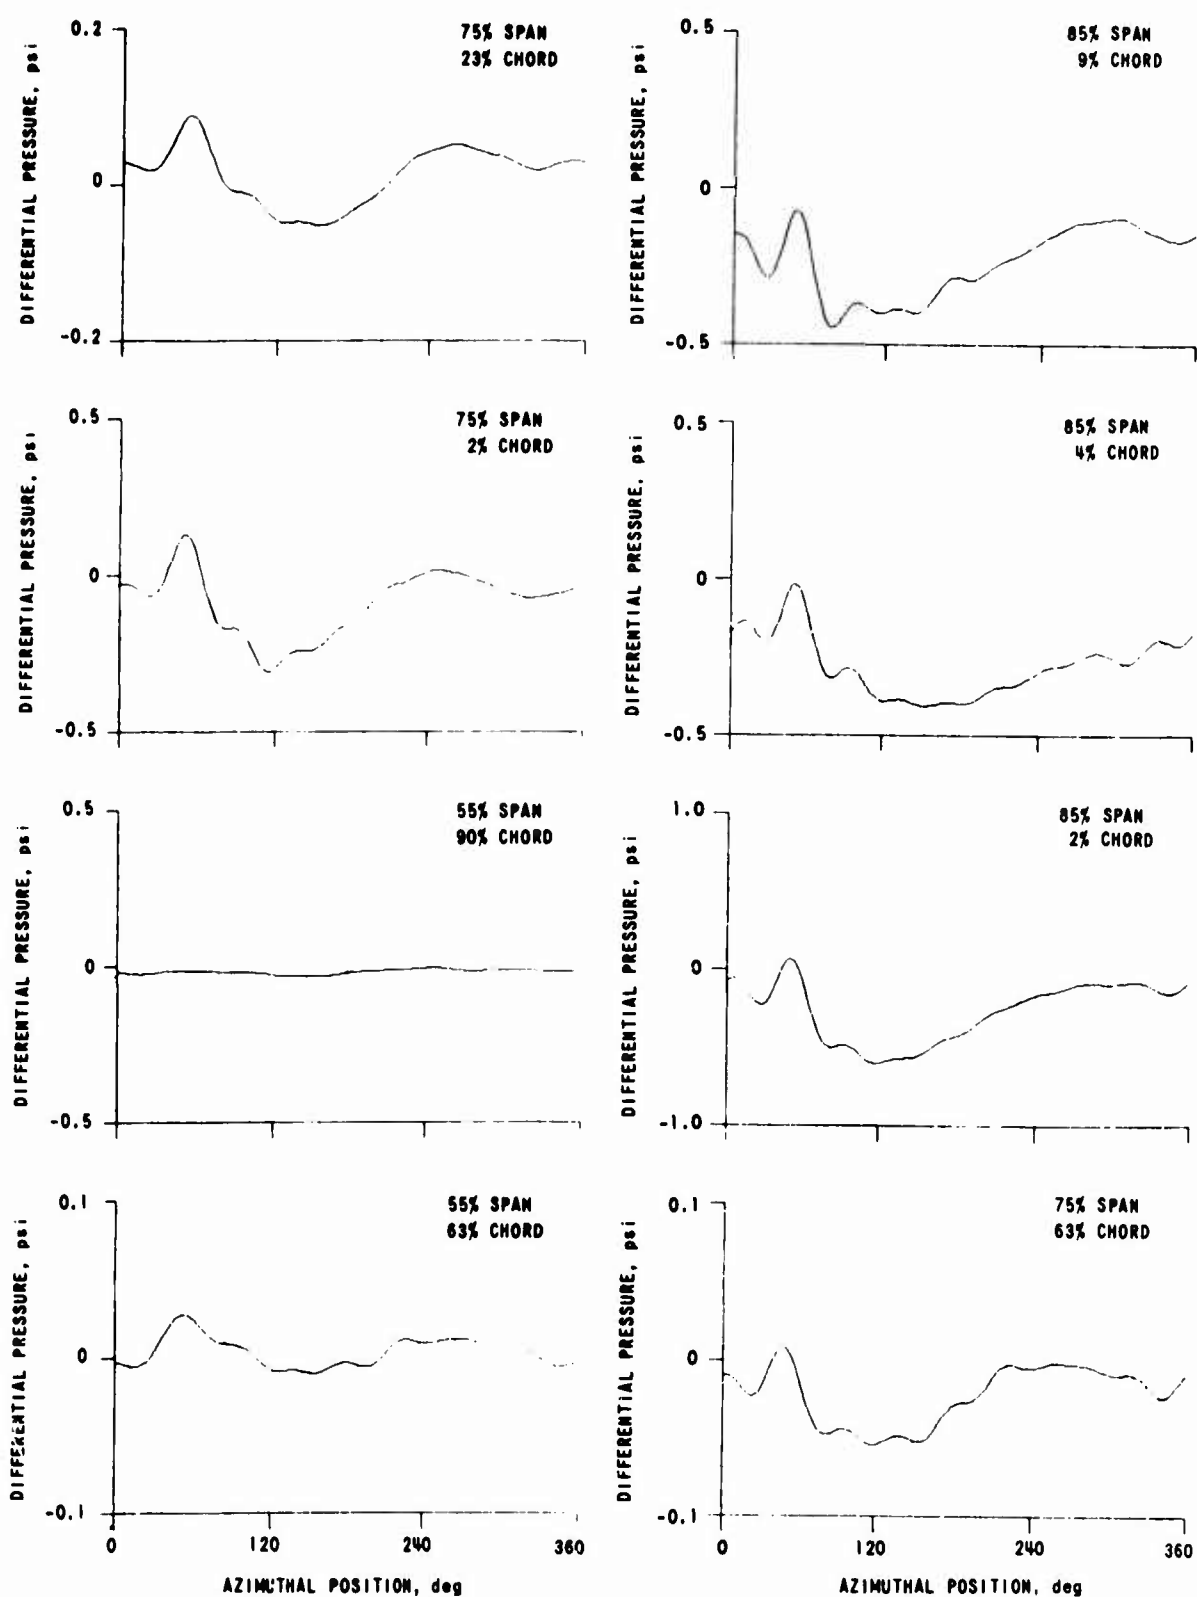 75% SPAN
23% CHORD
0.2
0
-0.2
DIFFERENTIAL PRESSURE, psi
85% SPAN
9% CHORD
0.5
0
-0.5
DIFFERENTIAL PRESSURE, psi
75% SPAN
2% CHORD
0.5
0
-0.5
DIFFERENTIAL PRESSURE, psi
85% SPAN
4% CHORD
0.5
0
-0.5
DIFFERENTIAL PRESSURE, psi
55% SPAN
90% CHORD
0.5
0
-0.5
DIFFERENTIAL PRESSURE, psi
85% SPAN
2% CHORD
1.0
0
-1.0
DIFFERENTIAL PRESSURE, psi
55% SPAN
63% CHORD
0.1
0
-0.1
DIFFERENTIAL PRESSURE, psi
0 120 240 360
AZIMUTHAL POSITION, deg
75% SPAN
63% CHORD
0.1
0
-0.1
DIFFERENTIAL PRESSURE, psi
0 120 240 360
AZIMUTHAL POSITION, deg